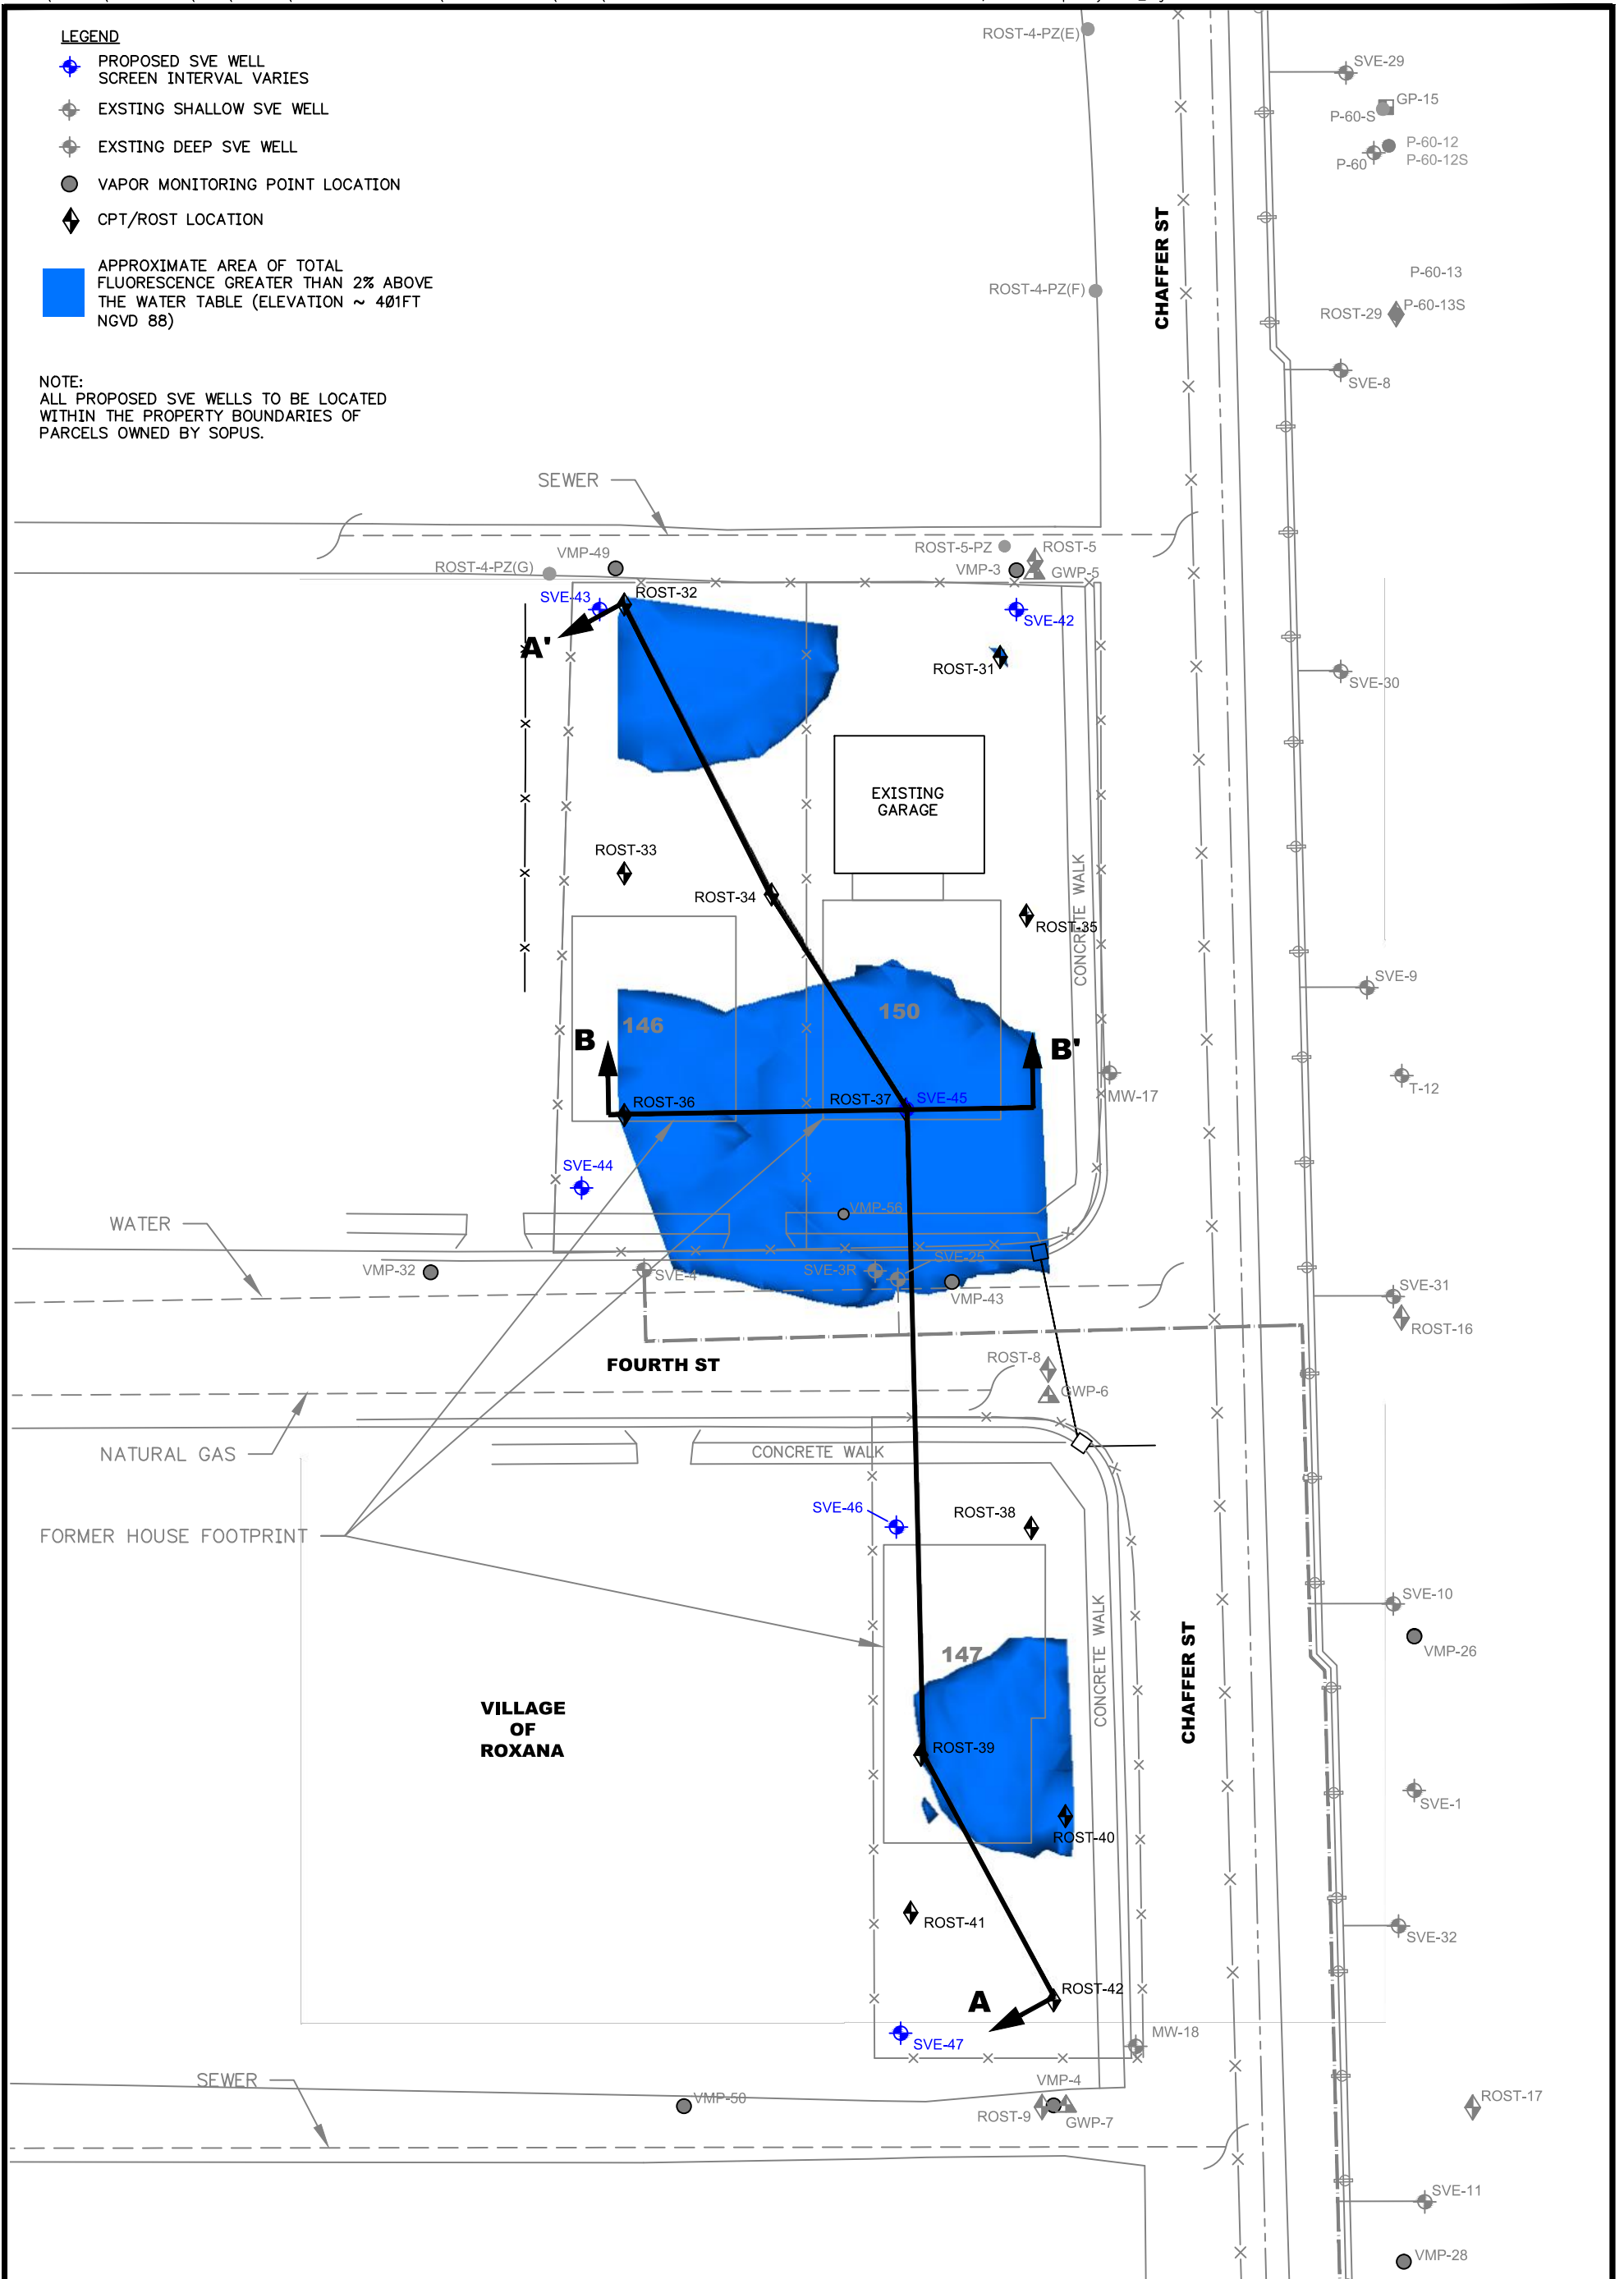 LEGEND
PROPOSED SVE WELL
SCREEN INTERVAL VARIES
EXSTING SHALLOW SVE WELL
EXSTING DEEP SVE WELL
VAPOR MONITORING POINT LOCATION
CPT/ROST LOCATION
APPROXIMATE AREA OF TOTAL
FLUORESCENCE GREATER THAN 2% ABOVE
THE WATER TABLE (ELEVATION ~ 401FT
NGVD 88)
NOTE:
ALL PROPOSED SVE WELLS TO BE LOCATED
WITHIN THE PROPERTY BOUNDARIES OF
PARCELS OWNED BY SOPUS.
ROST-4-PZ(E)
SVE-29
GP-15
P-60-S
P-60-12
P-60-12S
P-60
CHAFFER ST
P-60-13
P-60-13S
ROST-29
ROST-4-PZ(F)
SVE-8
SEWER
ROST-5-PZ
ROST-5
VMP-49
VMP-3
GWP-5
ROST-4-PZ(G)
SVE-43
ROST-32
SVE-42
A'
ROST-31
SVE-30
EXISTING
GARAGE
ROST-33
ROST-34
ROST-35
CONCRETE WALK
SVE-9
146
150
B
B'
T-12
MW-17
ROST-36
ROST-37
SVE-45
SVE-44
VMP-56
WATER
VMP-32
SVE-4
SVE-3R
SVE-25
VMP-43
SVE-31
ROST-16
FOURTH ST
ROST-8
GWP-6
NATURAL GAS
CONCRETE WALK
SVE-46
ROST-38
FORMER HOUSE FOOTPRINT
CONCRETE WALK
CHAFFER ST
SVE-10
VMP-26
147
VILLAGE
OF
ROXANA
ROST-39
SVE-1
ROST-40
ROST-41
SVE-32
ROST-42
A
SVE-47
MW-18
SEWER
VMP-50
VMP-4
ROST-9
GWP-7
ROST-17
SVE-11
VMP-28